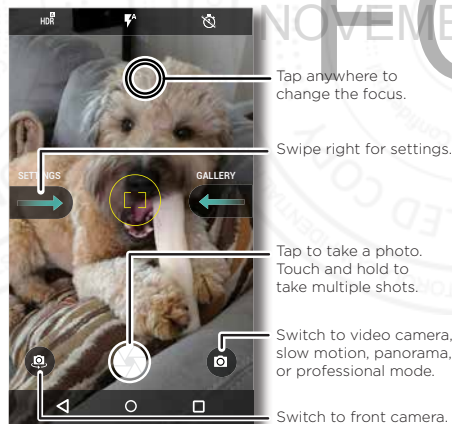 HDR
A
NOVEME
FC
Tap anywhere to
change the focus.
Swipe right for settings.
SETTINGS
GALLERY
Tap to take a photo.
Touch and hold to
take multiple shots.
Switch to video camera,
slow motion, panorama,
or professional mode.
Switch to front camera.